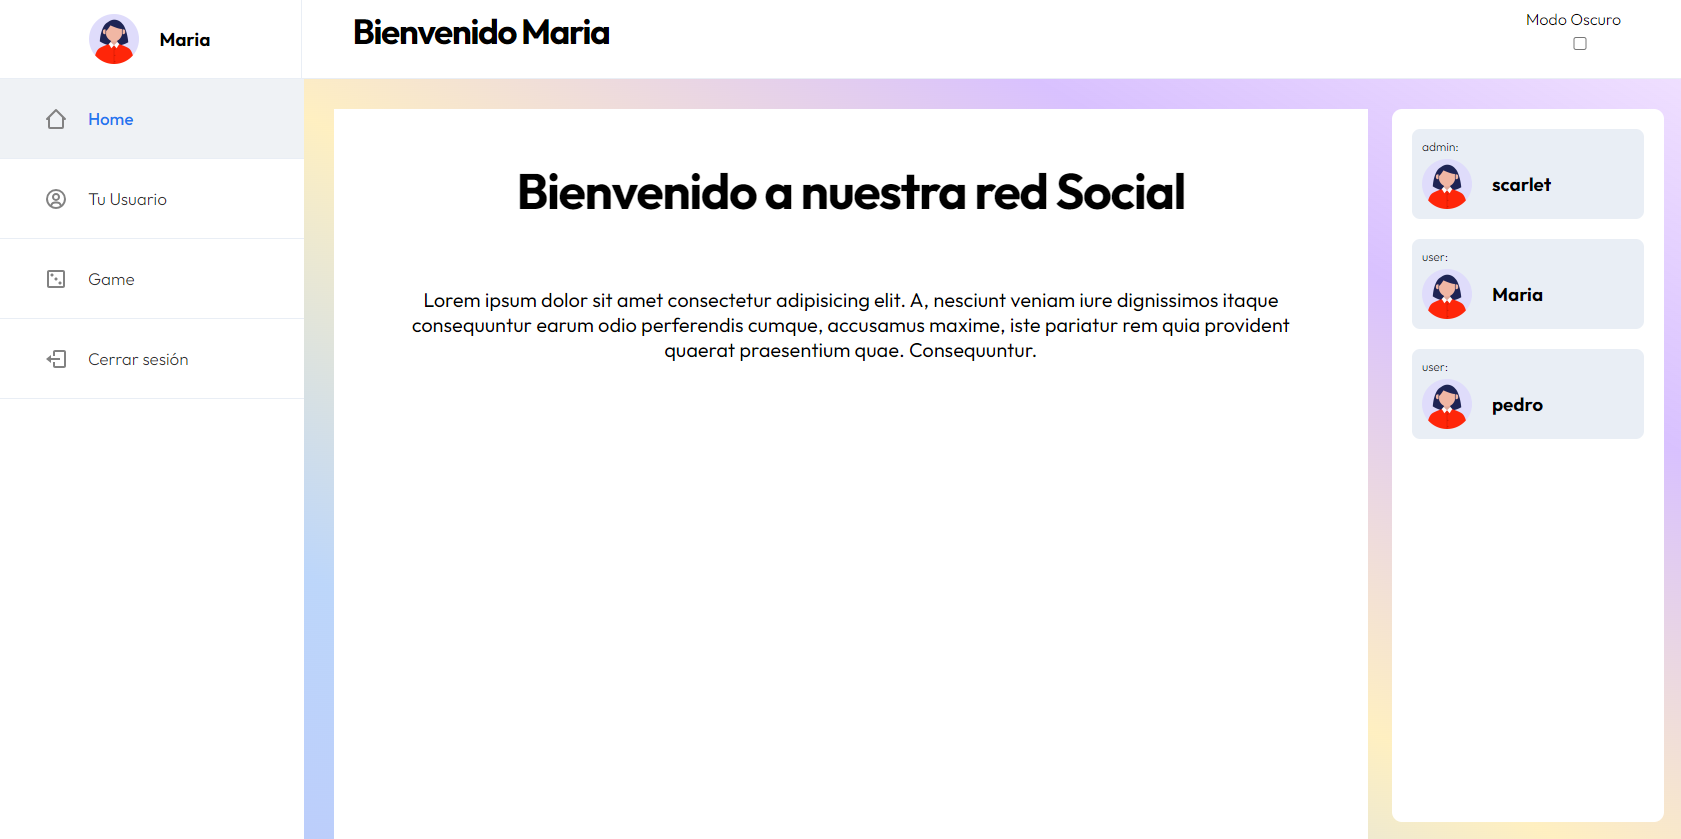 Maria
Bienvenido Maria
Modo Oscuro
Home
Tu Usuario
Game
Cerrar sesión
Bienvenido a nuestra red Social
Lorem ipsum dolor sit amet consectetur adipisicing elit. A, nesciunt veniam iure dignissimos itaque
consequuntur earum odio perferendis cumque, accusamus maxime, iste pariatur rem quia provident
quaerat praesentium quae. Consequuntur.
admin:
scarlet
user:
Maria
user:
pedro